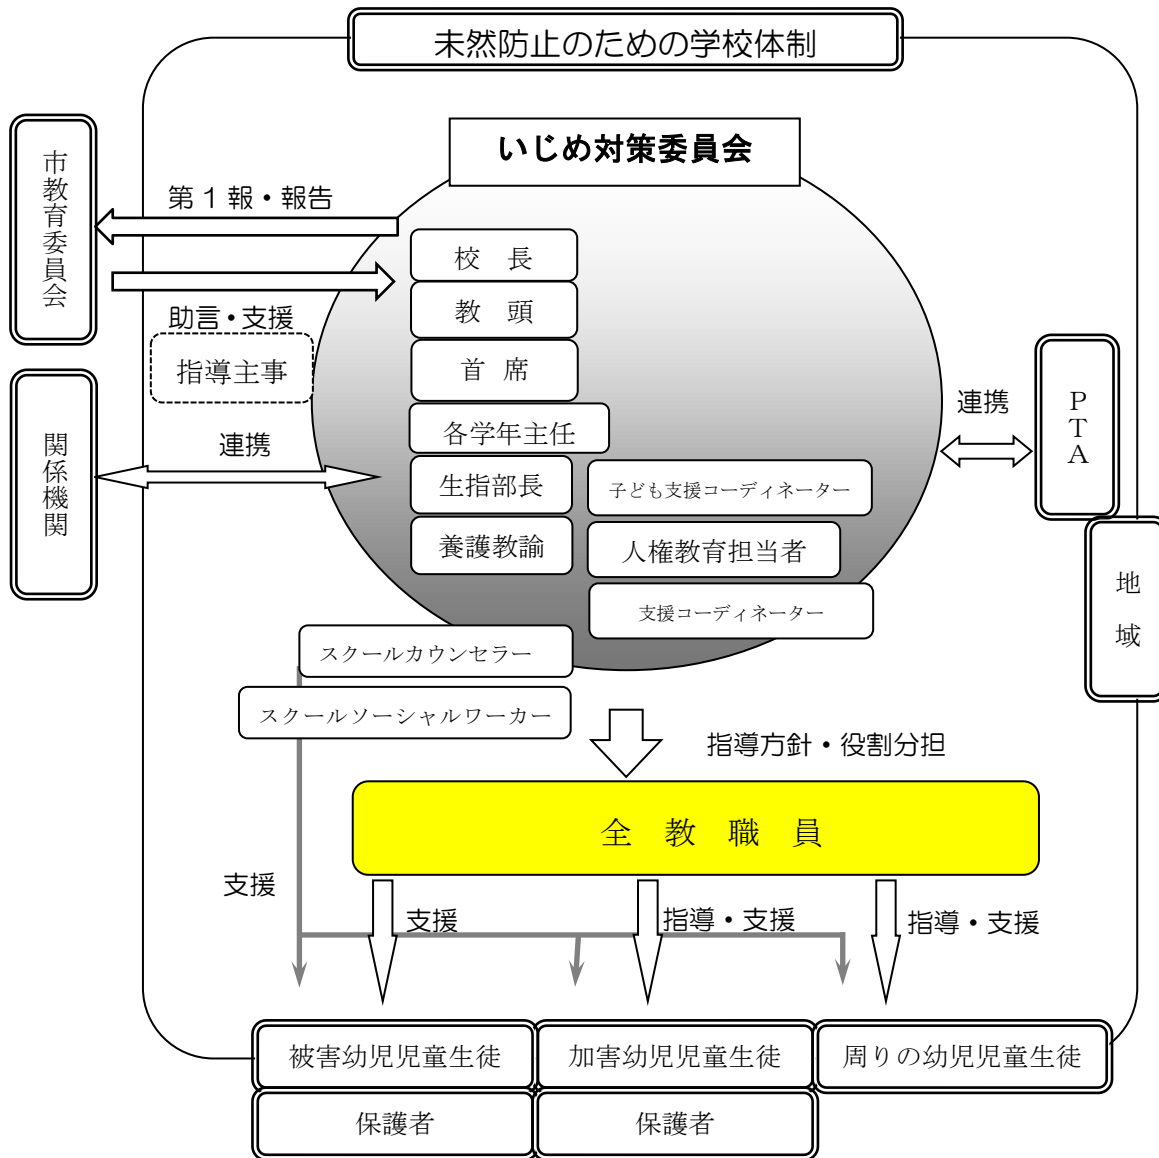 未然防止のための学校体制
いじめ対策委員会
市教育委員会
第1報・報告
校 長
教 頭
助言・支援
指導主事
首 席
関係機関
連携
各学年主任
生指部長
子ども支援コーディネーター
養護教諭
人権教育担当者
支援コーディネーター
連携
PTA
地域
スクールカウンセラー
スクールソーシャルワーカー
指導方針・役割分担
全 教 職 員
支援
支援
指導・支援
指導・支援
被害幼児児童生徒
加害幼児児童生徒
周りの幼児児童生徒
保護者
保護者